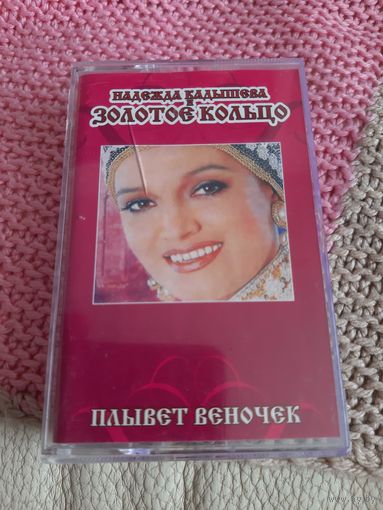 НАДЕЖДА КАДЫШЕВА
И
ЗОЛОТОЕ КОЛЬЦО
ПЛЫВЕТ ВЕНОЧЕК